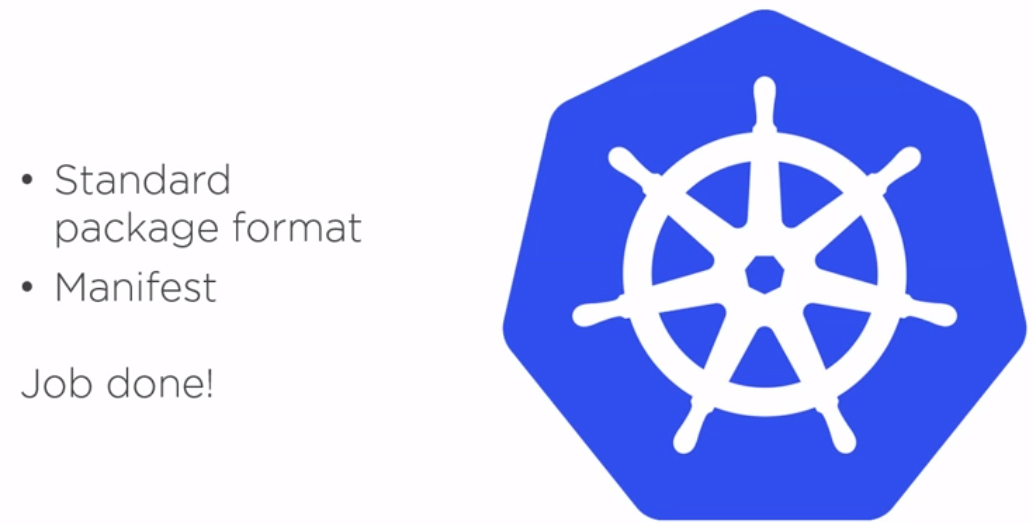 • Standard
package format
• Manifest
Job done!